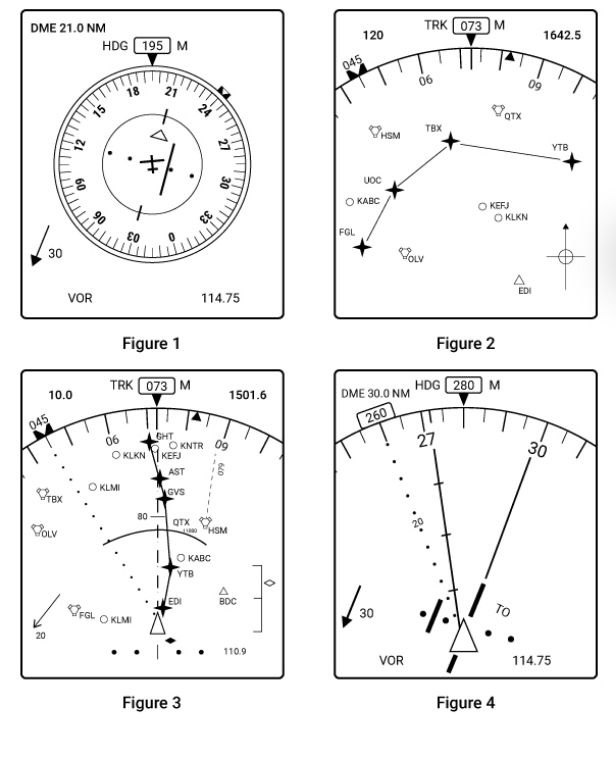 DME 21.0 NM
HDG 195 M
18
21
15
24
12
27
09
30
06
33
03
0
30
VOR
114.75
Figure 1
TRK 073 M
120
1642.5
045
06
09
QTX
HSM
TBX
YTB
UOC
KABC
KEFJ
KLKN
FGL
OLV
EDI
Figure 2
TRK 073 M
10.0
1501.6
045
06
09
GHT
KNTR
KLKN
KEFJ
AST
KLMI
GVS
079
TBX
80
QTX
11000
HSM
OLV
KABC
YTB
EDI
BDC
FGL
KLMI
20
110.9
Figure 3
HDG 280 M
DME 30.0 NM
260
27
30
20
TO
30
VOR
114.75
Figure 4